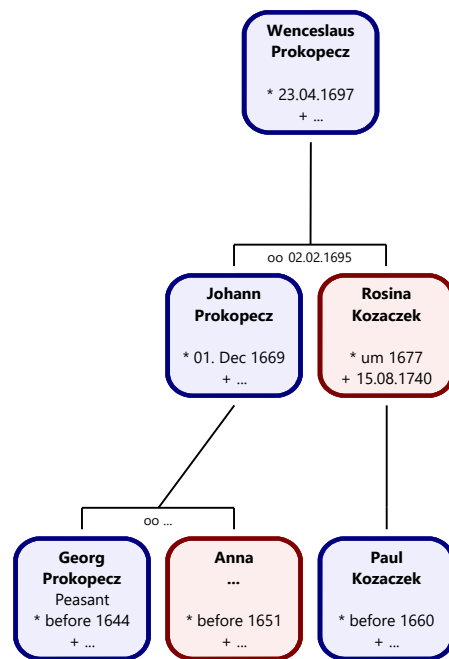 Wenceslaus
Prokopecz
* 23.04.1697
+ ...
oo 02.02.1695
Johann
Prokopecz
* 01. Dec 1669
+ ...
Rosina
Kozaczek
* um 1677
+ 15.08.1740
oo ...
Georg
Prokopecz
Peasant
* before 1644
+ ...
Anna
...
* before 1651
+ ...
Paul
Kozaczek
* before 1660
+ ...